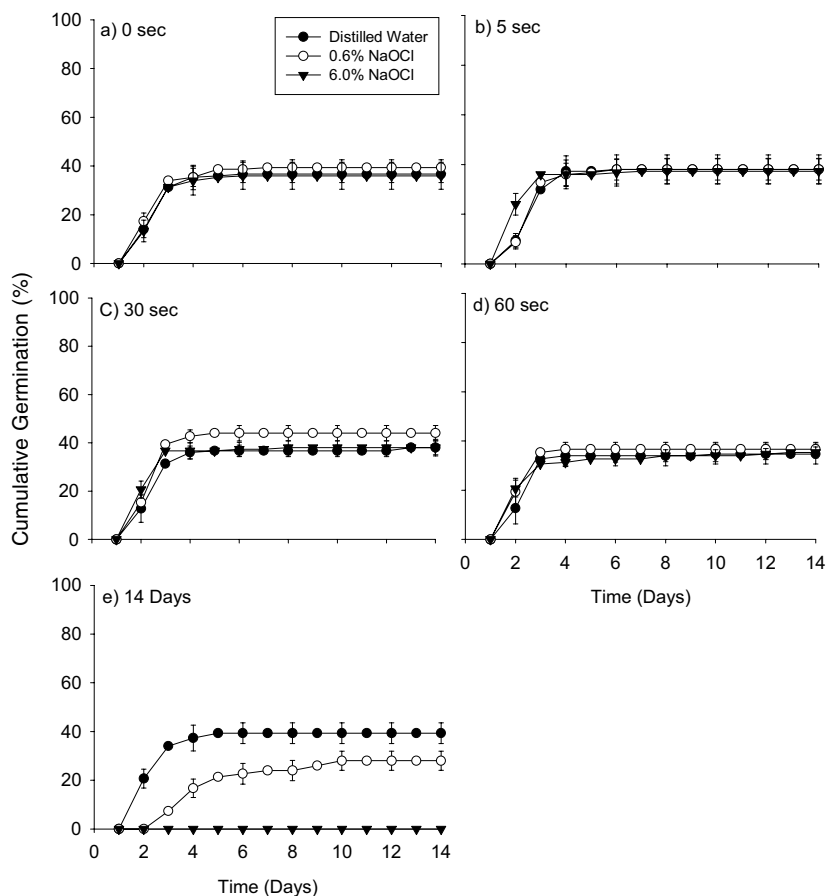 a) 0 sec
Distilled Water
0.6% NaOCl
6.0% NaOCl
b) 5 sec
100
80
60
40
20
0
C) 30 sec
d) 60 sec
100
80
60
40
20
0
0 2 4 6 8 10 12 14
Time (Days)
e) 14 Days
100
80
60
40
20
0
0 2 4 6 8 10 12 14
Time (Days)
Cumulative Germination (%)